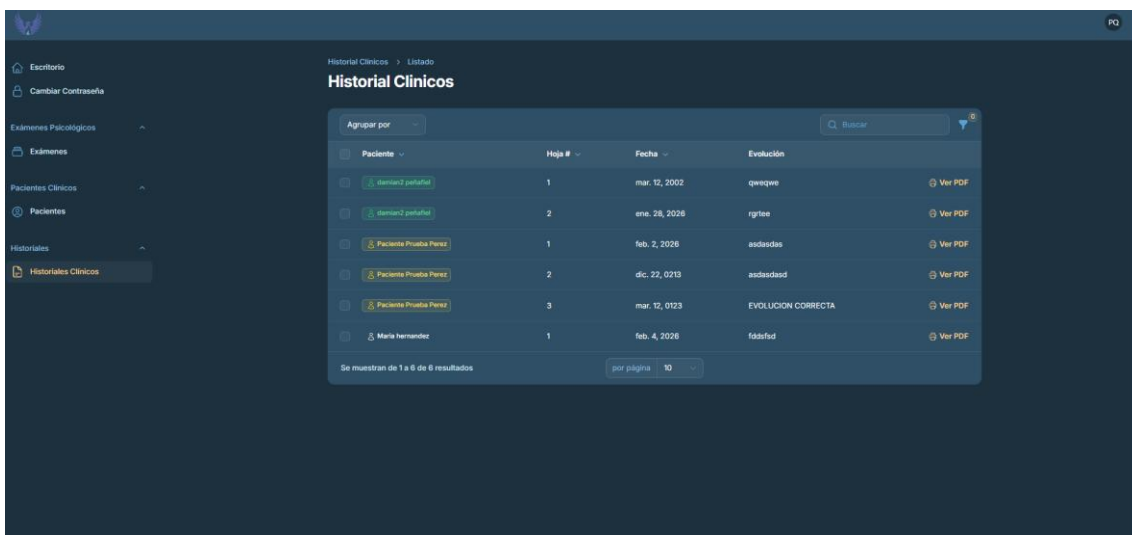 PQ
Escritorio
Cambiar Contraseña
Exámenes Psicológicos
Exámenes
Pacientes Clínicos
Pacientes
Historiales
Historiales Clínicos
Historial Clinicos > Listado
Historial Clinicos
Agrupar por Buscar 0
Paciente Hoja # Fecha Evolución
damian2 peñafiel 1 mar. 12, 2002 qweqwe Ver PDF
damian2 peñafiel 2 ene. 28, 2026 rgrtee Ver PDF
Paciente Prueba Perez 1 feb. 2, 2026 asdasdas Ver PDF
Paciente Prueba Perez 2 dic. 22, 0213 asdasdasd Ver PDF
Paciente Prueba Perez 3 mar. 12, 0123 EVOLUCION CORRECTA Ver PDF
Maria hernandez 1 feb. 4, 2026 fddsfsd Ver PDF
Se muestran de 1 a 6 de 6 resultados por página 10